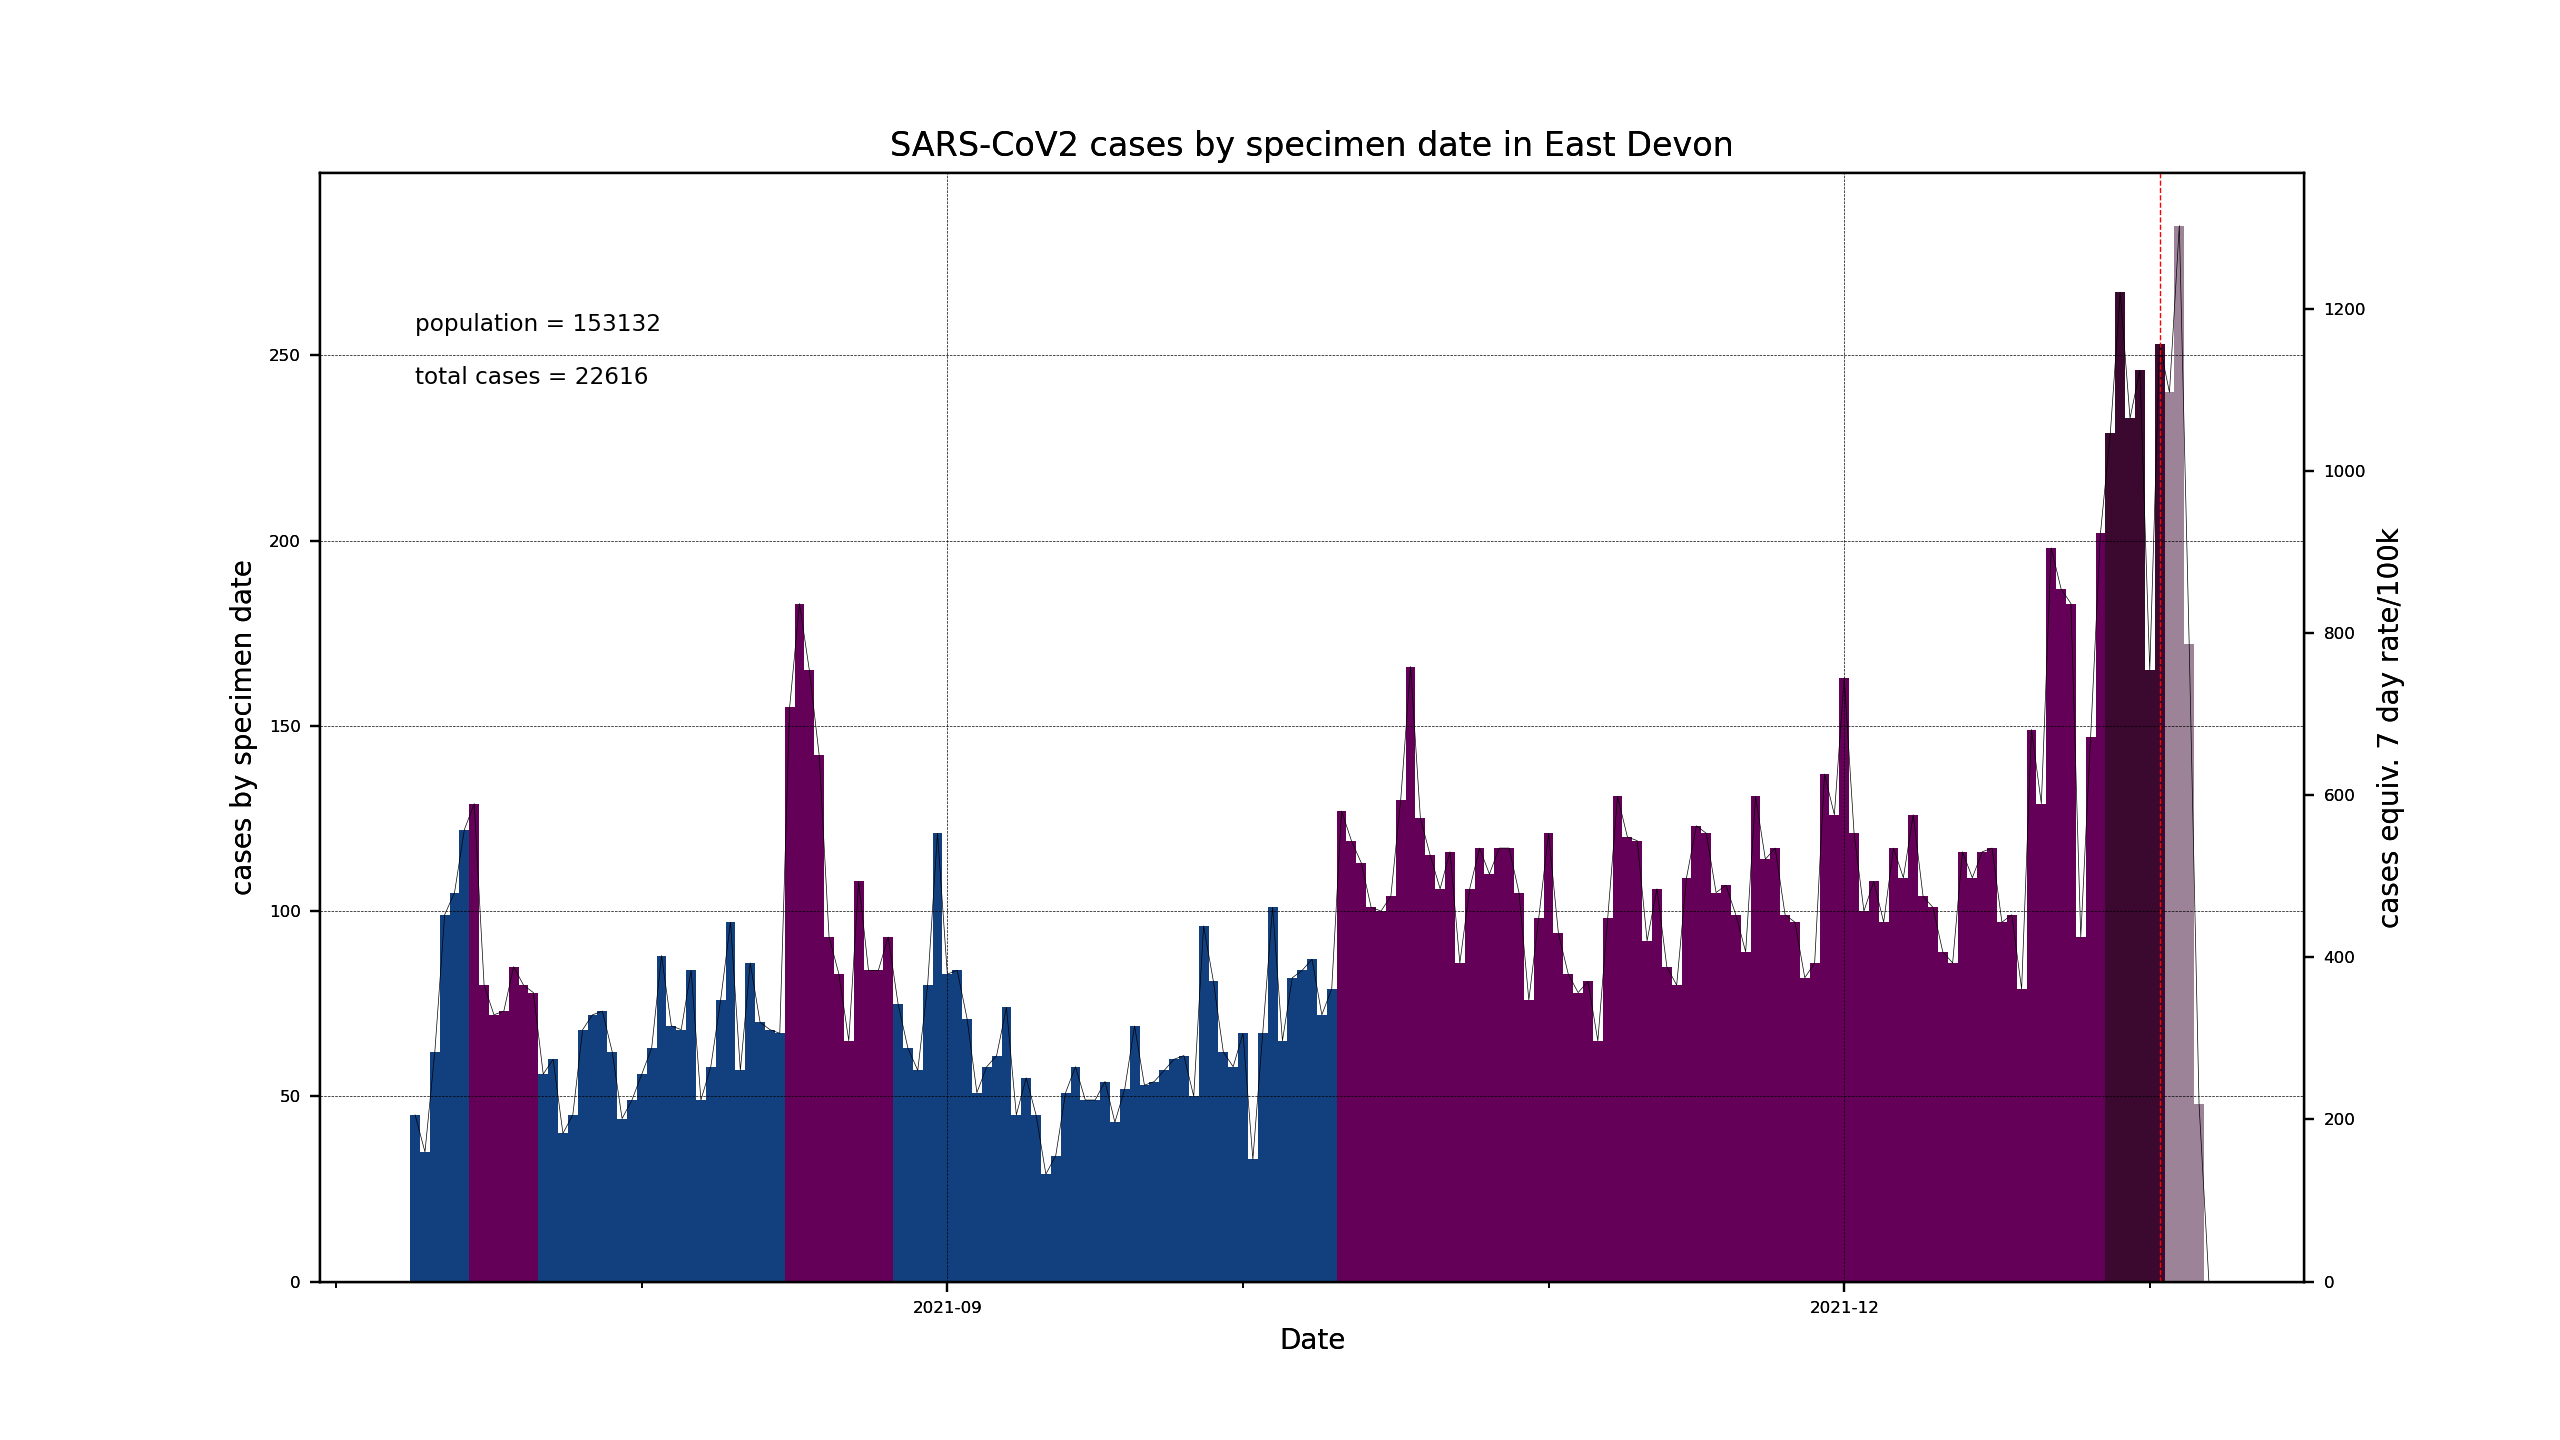 SARS-CoV2 cases by specimen date in East Devon
population = 153132
total cases = 22616
cases by specimen date
250
200
150
100
50
0
1200
1000
800
600
400
200
0
cases equiv. 7 day rate/100k
2021-09
2021-12
Date